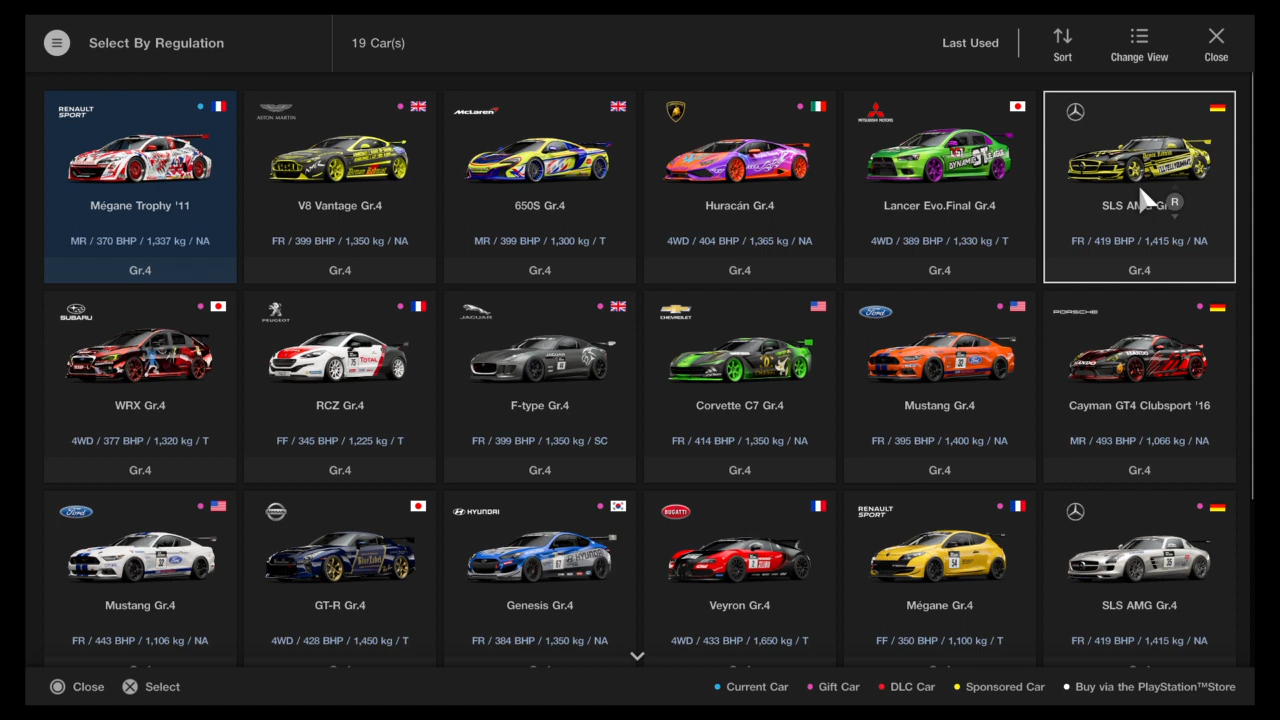 Select By Regulation
19 Car(s)
Last Used
Sort
Change View
Close
RENAULT
SPORT
Mégane Trophy '11
MR / 370 BHP / 1,337 kg / NA
Gr.4
ASTON MARTIN
V8 Vantage Gr.4
FR / 399 BHP / 1,350 kg / NA
Gr.4
McLaren
650S Gr.4
MR / 399 BHP / 1,300 kg / T
Gr.4
Huracán Gr.4
4WD / 404 BHP / 1,365 kg / NA
Gr.4
MITSUBISHI MOTORS
DYNAMIC
LEAGUE
Lancer Evo.Final Gr.4
4WD / 389 BHP / 1,330 kg / T
Gr.4
SLS AM
R
FR / 419 BHP / 1,415 kg / NA
Gr.4
SUBARU
WRX Gr.4
4WD / 377 BHP / 1,320 kg / T
Gr.4
PEUGEOT
75
TOTAL
RCZ Gr.4
FF / 345 BHP / 1,225 kg / T
Gr.4
JAGUAR
F-type Gr.4
FR / 399 BHP / 1,350 kg / SC
Gr.4
CHEVROLET
Corvette C7 Gr.4
FR / 414 BHP / 1,350 kg / NA
Gr.4
Ford
32
Mustang Gr.4
FR / 395 BHP / 1,400 kg / NA
Gr.4
PORSCHE
Cayman GT4 Clubsport '16
MR / 493 BHP / 1,066 kg / NA
Gr.4
Ford
32
Mustang Gr.4
FR / 443 BHP / 1,106 kg / NA
NISSAN
GT-R Gr.4
4WD / 428 BHP / 1,450 kg / T
HYUNDAI
67
HYUNDAI
Genesis Gr.4
FR / 384 BHP / 1,350 kg / NA
BUGATTI
Veyron Gr.4
4WD / 433 BHP / 1,650 kg / T
RENAULT
SPORT
54
Mégane Gr.4
FF / 350 BHP / 1,100 kg / T
35
SLS AMG Gr.4
FR / 419 BHP / 1,415 kg / NA
Close
Select
Current Car
Gift Car
DLC Car
Sponsored Car
Buy via the PlayStation™Store